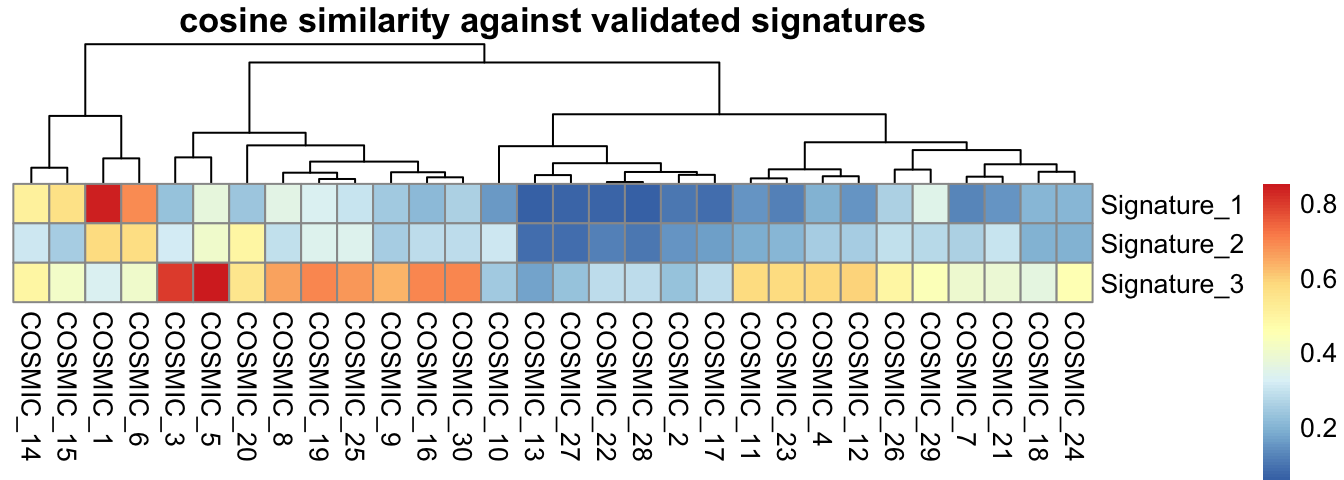 cosine similarity against validated signatures
Signature_1
Signature_2
Signature_3
0.8
0.6
0.4
0.2
COSMIC_14
COSMIC_15
COSMIC_1
COSMIC_6
COSMIC_3
COSMIC_5
COSMIC_20
COSMIC_8
COSMIC_19
COSMIC_25
COSMIC_9
COSMIC_16
COSMIC_30
COSMIC_10
COSMIC_13
COSMIC_27
COSMIC_22
COSMIC_28
COSMIC_2
COSMIC_17
COSMIC_11
COSMIC_23
COSMIC_4
COSMIC_12
COSMIC_26
COSMIC_29
COSMIC_7
COSMIC_21
COSMIC_18
COSMIC_24